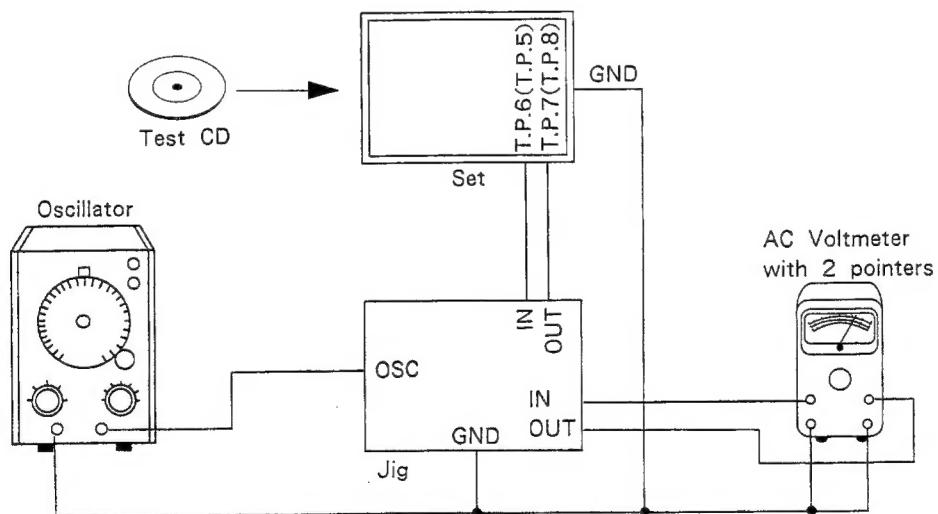 T.P.6(T.P.5)
T.P.7(T.P.8)
GND
Test CD
Set
Oscillator
AC Voltmeter
with 2 pointers
IN
OUT
OSC
IN
OUT
GND
Jig